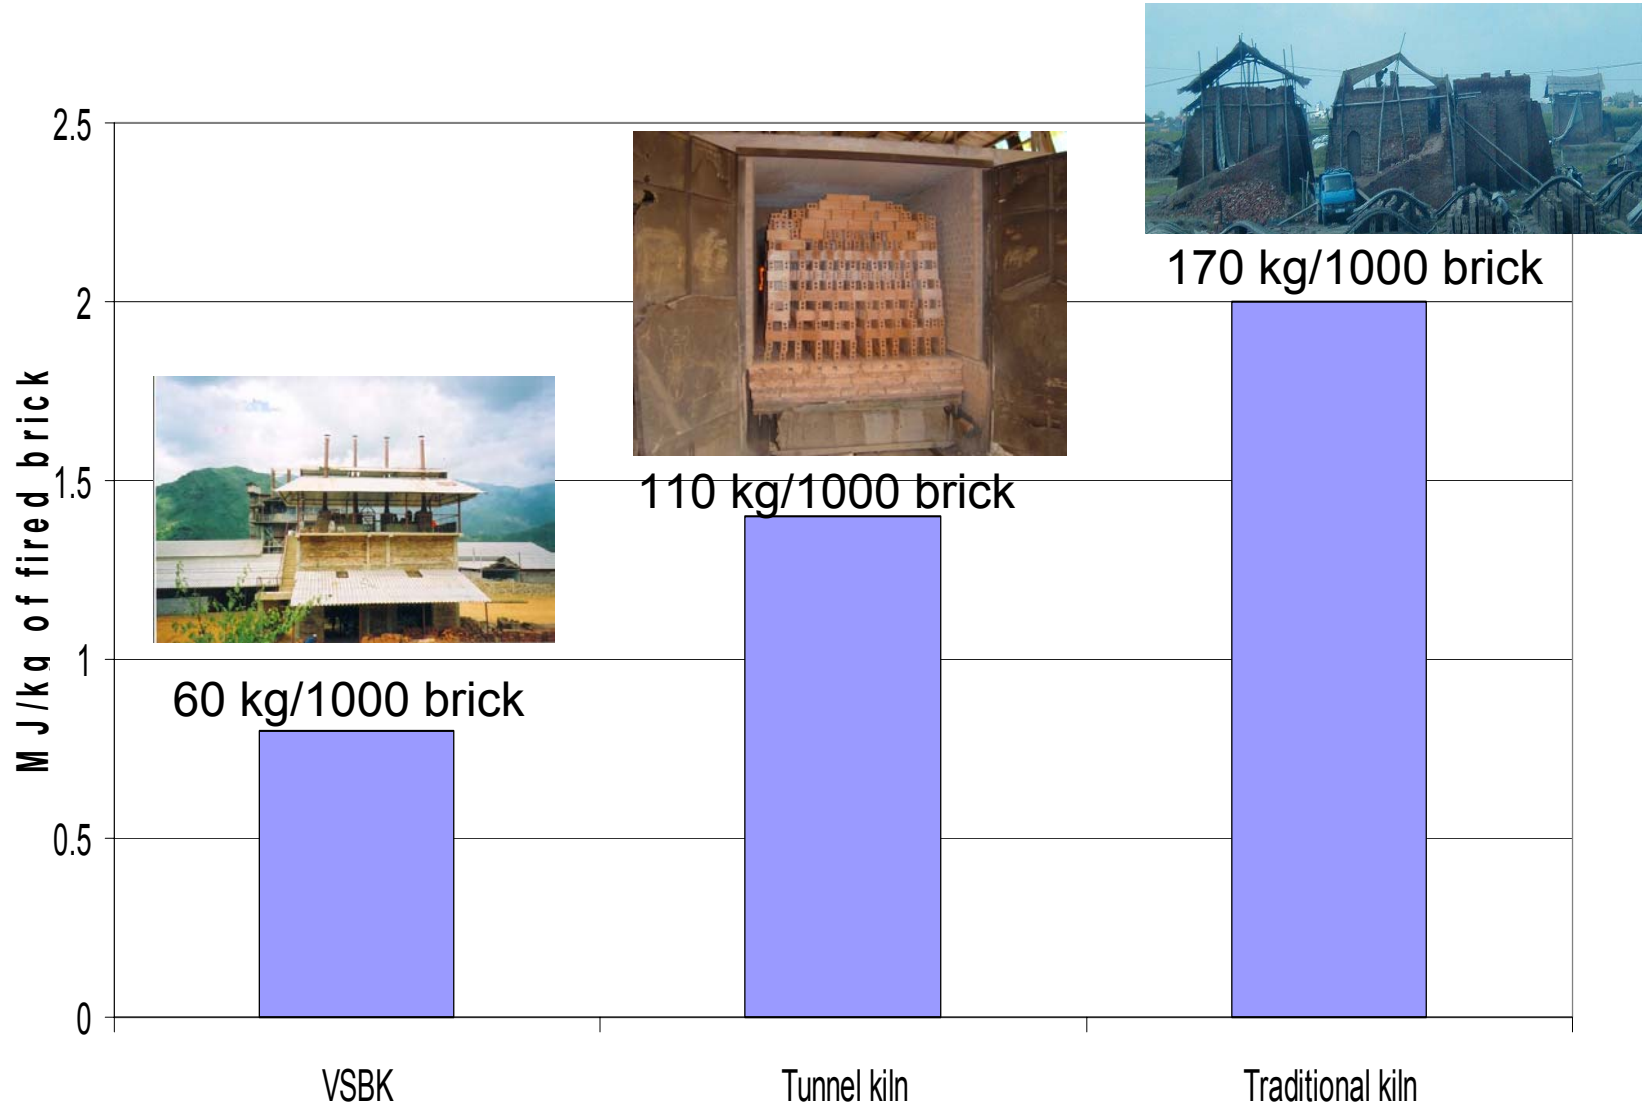 2.5
2
1.5
1
0.5
0
MJ/kg of fired brick
60 kg/1000 brick
110 kg/1000 brick
170 kg/1000 brick
VSBK
Tunnel kiln
Traditional kiln